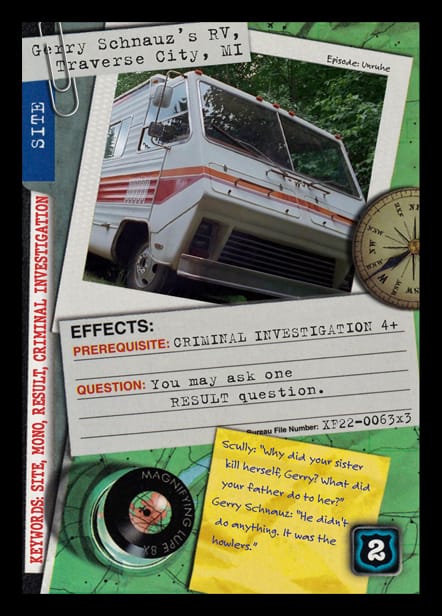 Gerry Schnauz's RV,
Traverse City, MI
Episode: Unruhe
SITE
KEYWORDS: SITE, MONO, RESULT, CRIMINAL INVESTIGATION
EFFECTS:
PREREQUISITE: CRIMINAL INVESTIGATION 4+
QUESTION: You may ask one
RESULT question.
Bureau File Number: XF22-0063x3
MAGNIFYING LUPE 8X
Scully: "Why did your sister
kill herself, Gerry? What did
your father do to her?"
Gerry Schnauz: "He didn't
do anything. It was the
howlers."
2